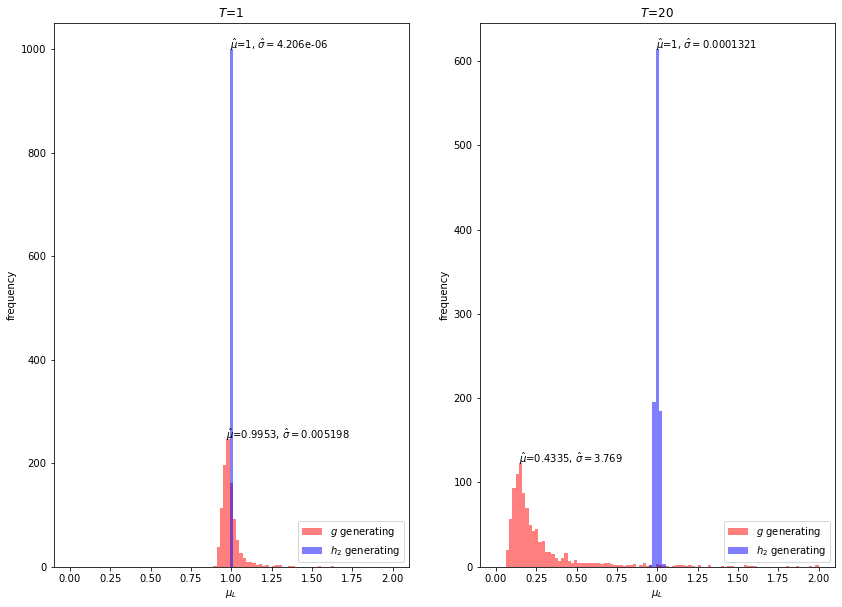 T=1
μ̂=1, σ̂ = 4.206e-06
μ̂=0.9953, σ̂ = 0.005198
1000
800
600
400
200
0
frequency
0.00 0.25 0.50 0.75 1.00 1.25 1.50 1.75 2.00
μ_L
g generating
h₂ generating
T=20
μ̂=1, σ̂ = 0.0001321
μ̂=0.4335, σ̂ = 3.769
600
500
400
300
200
100
0
frequency
0.00 0.25 0.50 0.75 1.00 1.25 1.50 1.75 2.00
μ_L
g generating
h₂ generating